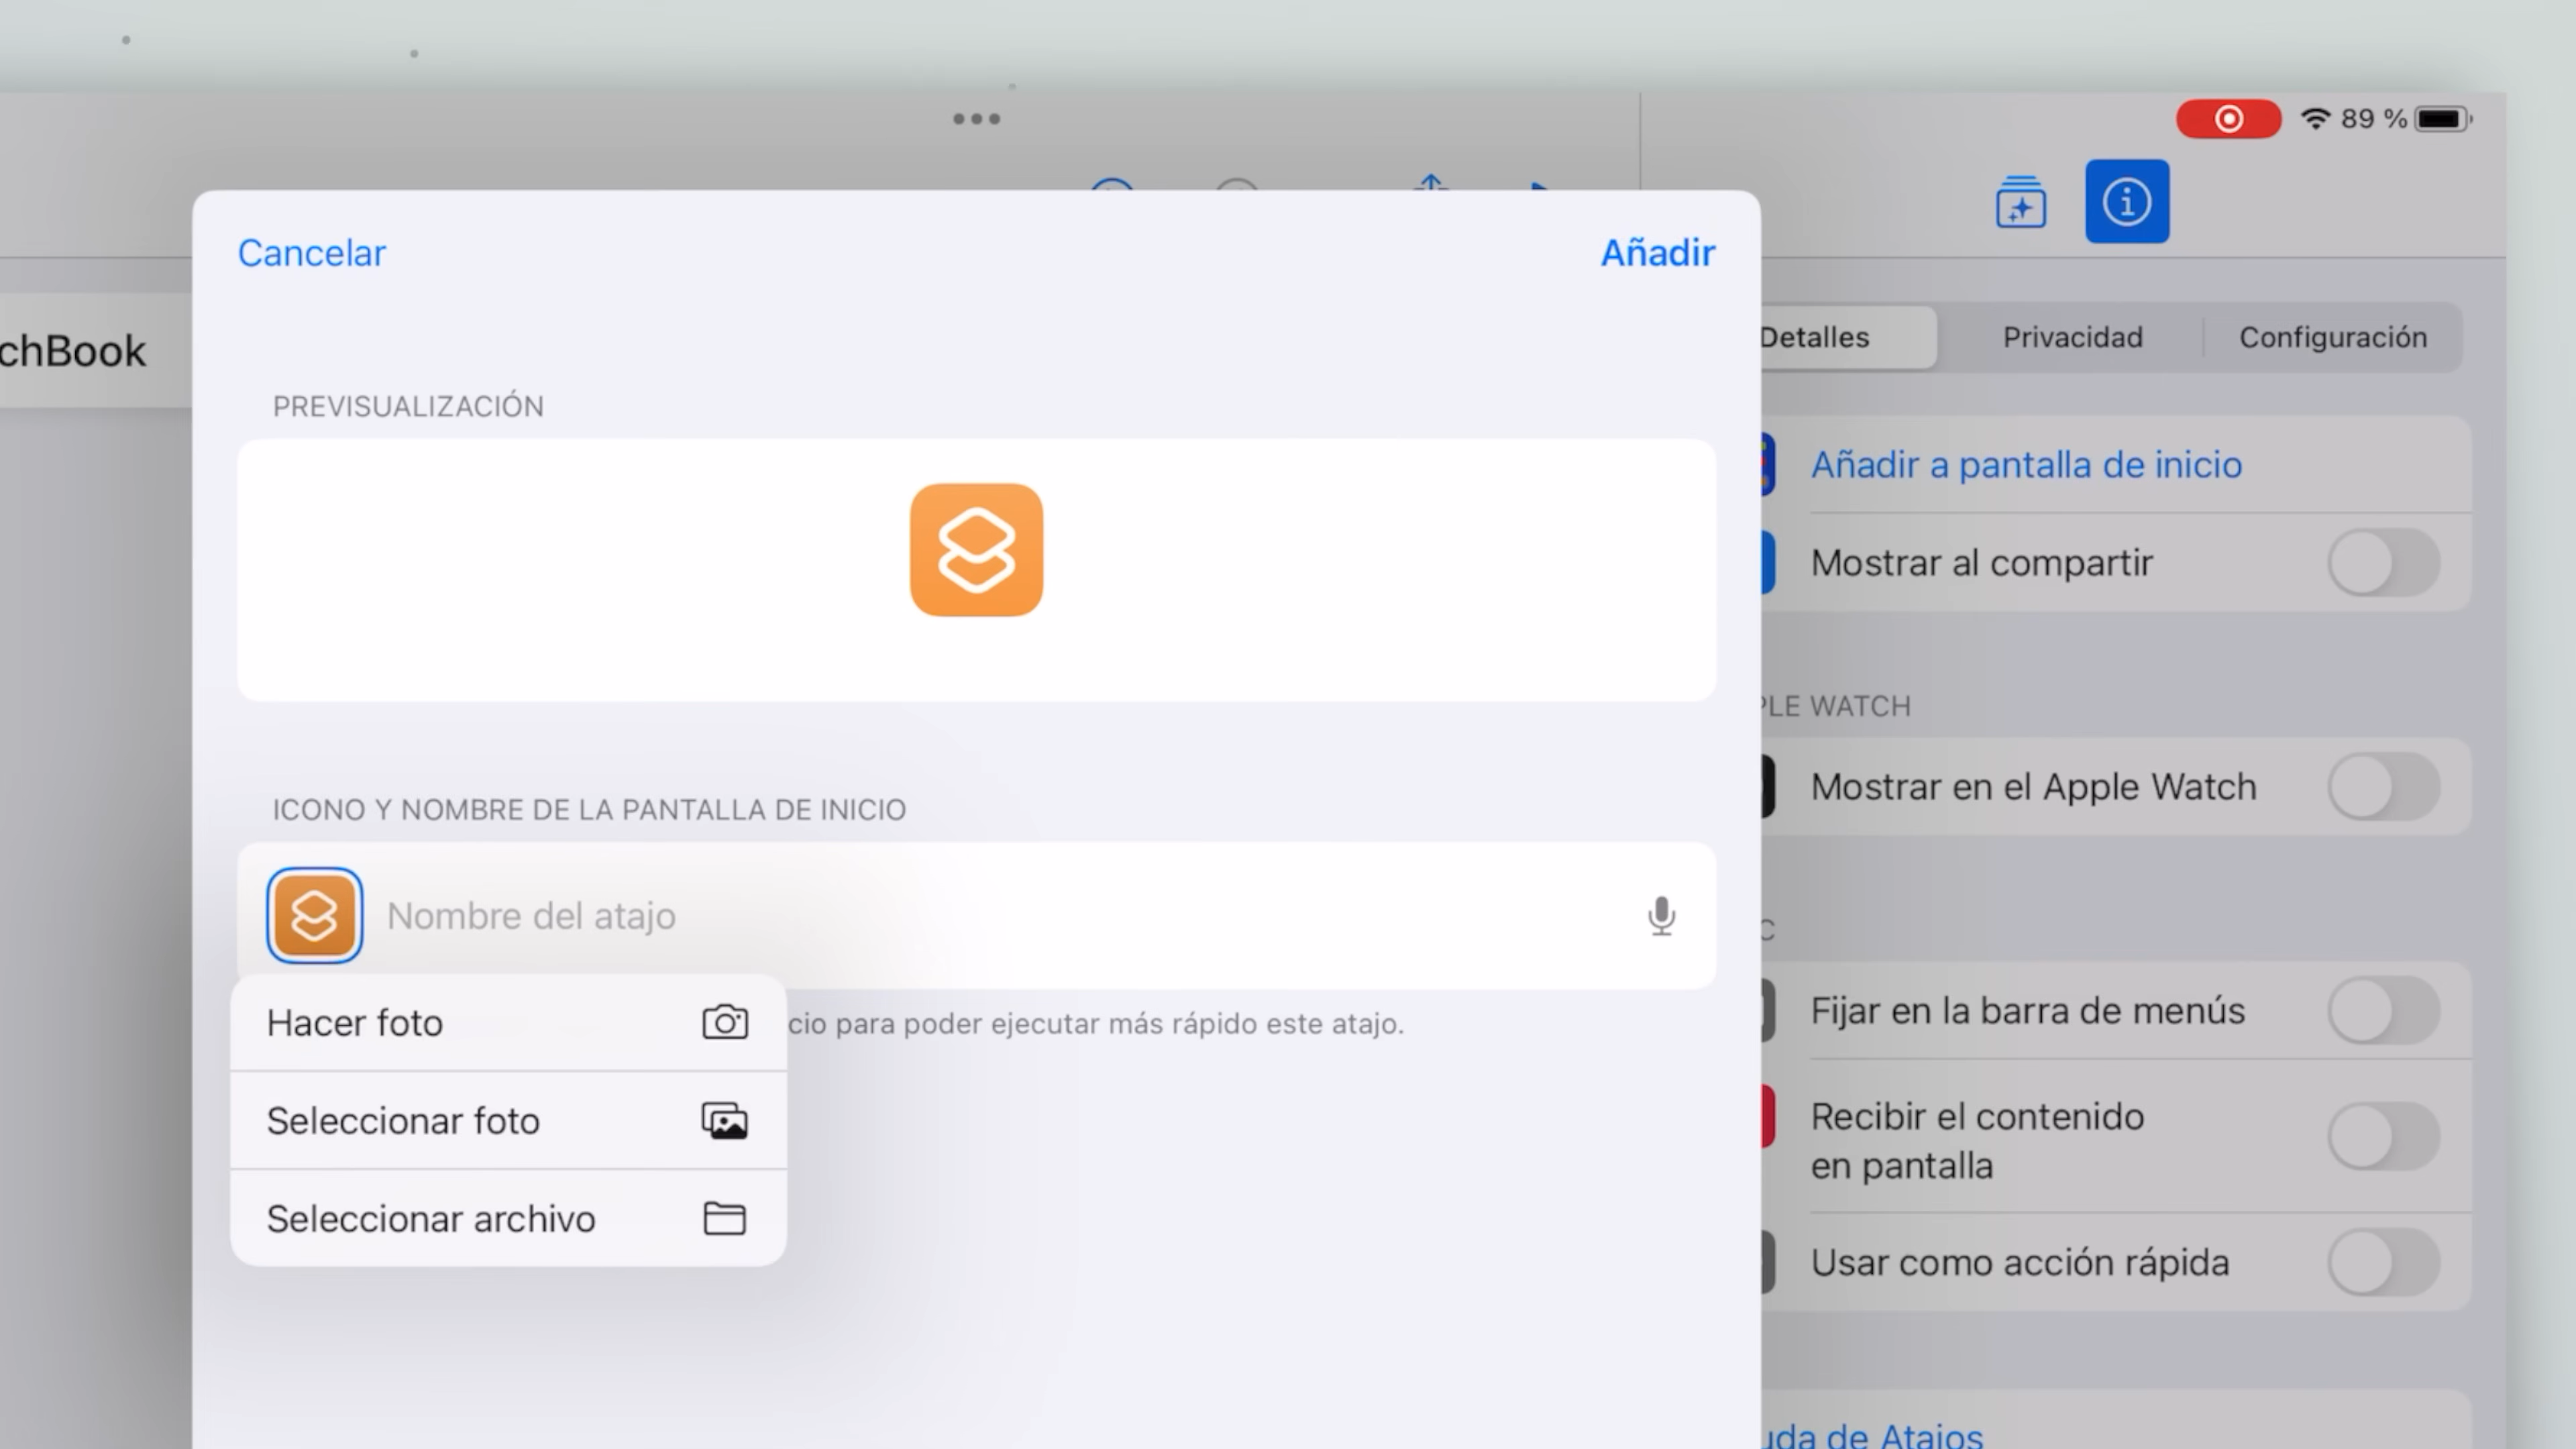 89 %
Cancelar
Añadir
chBook
Detalles
Privacidad
Configuración
PREVISUALIZACIÓN
Añadir a pantalla de inicio
Mostrar al compartir
PLE WATCH
Mostrar en el Apple Watch
ICONO Y NOMBRE DE LA PANTALLA DE INICIO
Nombre del atajo
C
Hacer foto
cio para poder ejecutar más rápido este atajo.
Fijar en la barra de menús
Seleccionar foto
Recibir el contenido
en pantalla
Seleccionar archivo
Usar como acción rápida
uda de Atajos